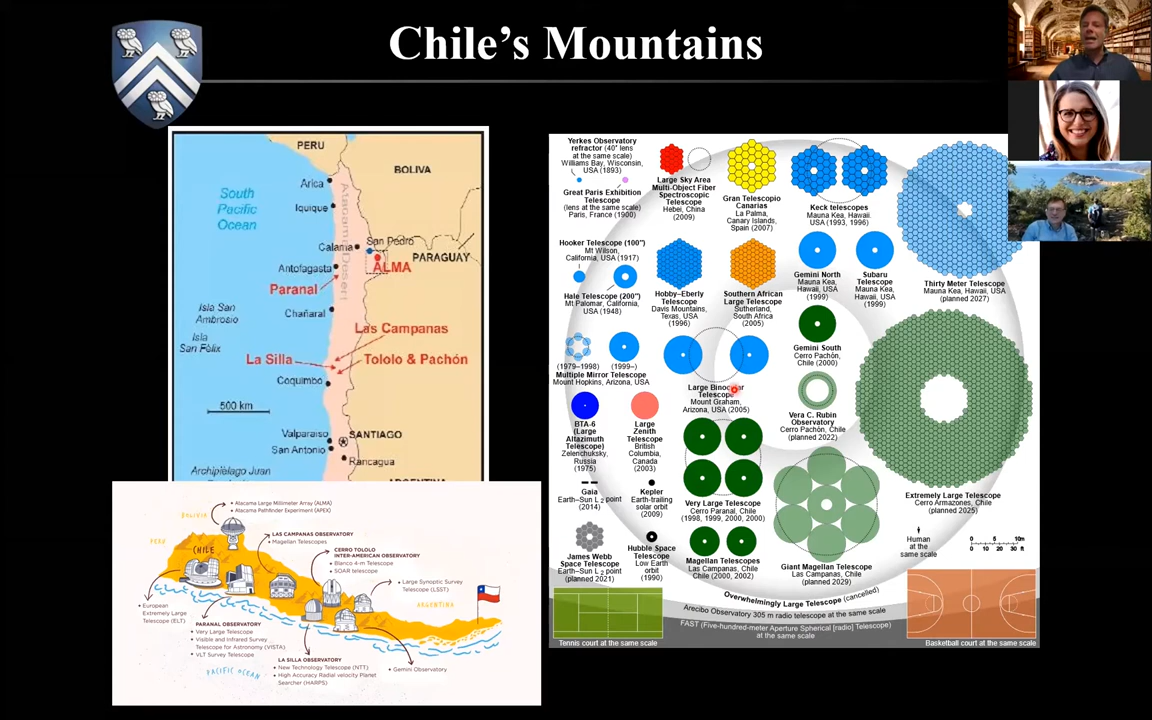 Chile's Mountains
PERU
BOLIVA
Arica
Iquique
South
Pacific
Ocean
Atacama Desert
Calama
San Pedro
PARAGUAY
ALMA
Antofagasta
Paranal
Isla San
Ambrosio
Chañaral
Isla
San Félix
Las Campanas
La Silla
Tololo & Pachón
Coquimbo
500 km
Valparaiso
SANTIAGO
San Antonio
Rancagua
Archipiélago Juan
ARGENTINA
Atacama Large Millimeter Array (ALMA)
Atacama Pathfinder Experiment (APEX)
BOLIVIA
PERU
CHILE
LAS CAMPANAS OBSERVATORY
Magellan Telescopes
CERRO TOLOLO
INTER-AMERICAN OBSERVATORY
Blanco 4-m Telescope
SOAR telescope
Large Synoptic Survey
Telescope (LSST)
ARGENTINA
European
Extremely Large
Telescope (ELT)
PARANAL OBSERVATORY
Very Large Telescope
Visible and Infrared Survey
Telescope for Astronomy (VISTA)
VLT Survey Telescope
PACIFIC OCEAN
LA SILLA OBSERVATORY
New Technology Telescope (NTT)
High Accuracy Radial velocity Planet
Searcher (HARPS)
Gemini Observatory
Yerkes Observatory
refractor (40" lens
at the same scale)
Williams Bay, Wisconsin,
USA (1893)
Great Paris Exhibition
Telescope
(lens at the same scale)
Paris, France (1900)
Large Sky Area
Multi-Object Fiber
Spectroscopic
Telescope
Hebei, China
(2009)
Gran Telescopio
Canarias
La Palma,
Canary Islands,
Spain (2007)
Keck telescopes
Mauna Kea, Hawaii,
USA (1993, 1996)
Hooker Telescope (100")
Mt Wilson,
California, USA (1917)
Hale Telescope (200")
Mt Palomar, California,
USA (1948)
Hobby–Eberly
Telescope
Davis Mountains,
Texas, USA
(1996)
Southern African
Large Telescope
Sutherland,
South Africa
(2005)
Gemini North
Mauna Kea,
Hawaii, USA
(1999)
Subaru
Telescope
Mauna Kea,
Hawaii, USA
(1999)
Thirty Meter Telescope
Mauna Kea, Hawaii, USA
(planned 2027)
(1979–1998)
(1999–)
Multiple Mirror Telescope
Mount Hopkins, Arizona, USA
Gemini South
Cerro Pachón,
Chile (2000)
Large Binocular
Telescope
Mount Graham,
Arizona, USA (2005)
Vera C. Rubin
Observatory
Cerro Pachón, Chile
(planned 2022)
BTA-6
(Large
Altazimuth
Telescope)
Zelenchuksky,
Russia
(1975)
Large
Zenith
Telescope
British
Columbia,
Canada
(2003)
Gaia
Earth–Sun L2 point
(2014)
Kepler
Earth-trailing
solar orbit
(2009)
Very Large Telescope
Cerro Paranal, Chile
(1998, 1999, 2000, 2000)
Extremely Large Telescope
Cerro Armazones, Chile
(planned 2025)
James Webb
Space Telescope
Earth–Sun L2 point
(planned 2021)
Hubble Space
Telescope
Low Earth
orbit
(1990)
Magellan Telescopes
Las Campanas, Chile
Chile (2000, 2002)
Giant Magellan Telescope
Las Campanas, Chile
(planned 2029)
Human
at the
same scale
0 5 10m
0 10 20 30 ft
Overwhelmingly Large Telescope (cancelled)
Arecibo Observatory 305 m radio telescope at the same scale
FAST (Five-hundred-meter Aperture Spherical [radio] Telescope)
at the same scale
Tennis court at the same scale
Basketball court at the same scale